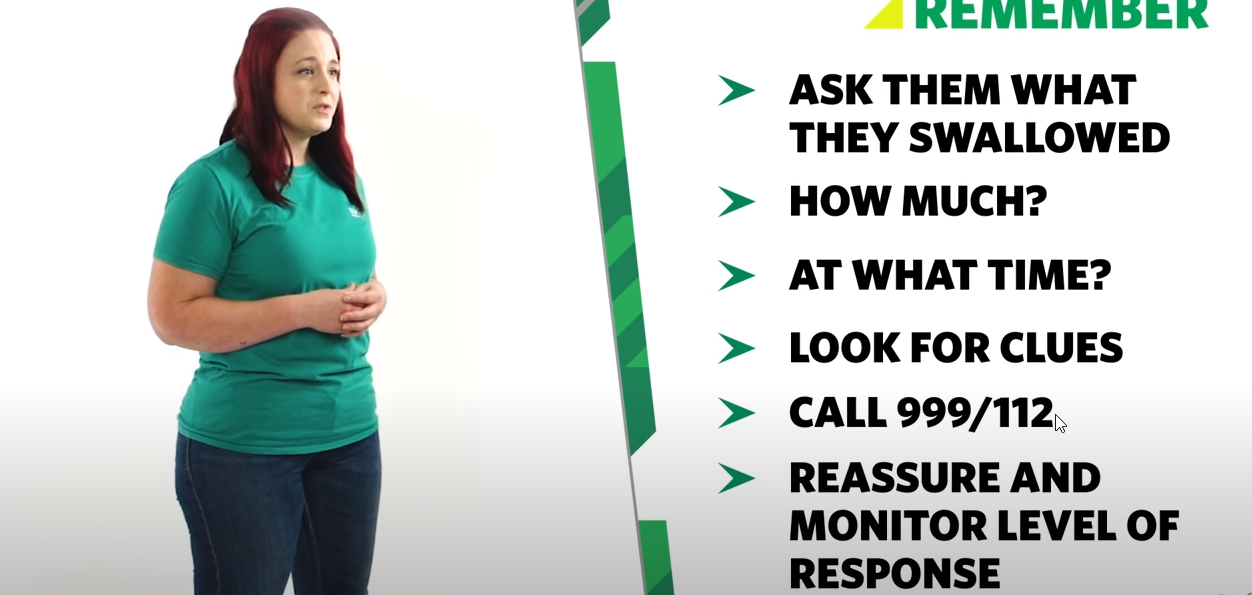 REMEMBER
ASK THEM WHAT
THEY SWALLOWED
HOW MUCH?
AT WHAT TIME?
LOOK FOR CLUES
CALL 999/112
REASSURE AND
MONITOR LEVEL OF
RESPONSE